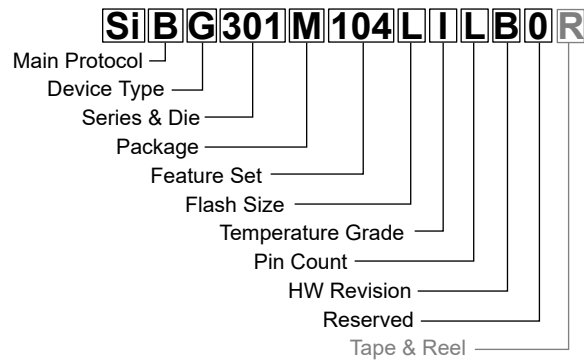 SiBG301M104LILB0R
Main Protocol
Device Type
Series & Die
Package
Feature Set
Flash Size
Temperature Grade
Pin Count
HW Revision
Reserved
Tape & Reel